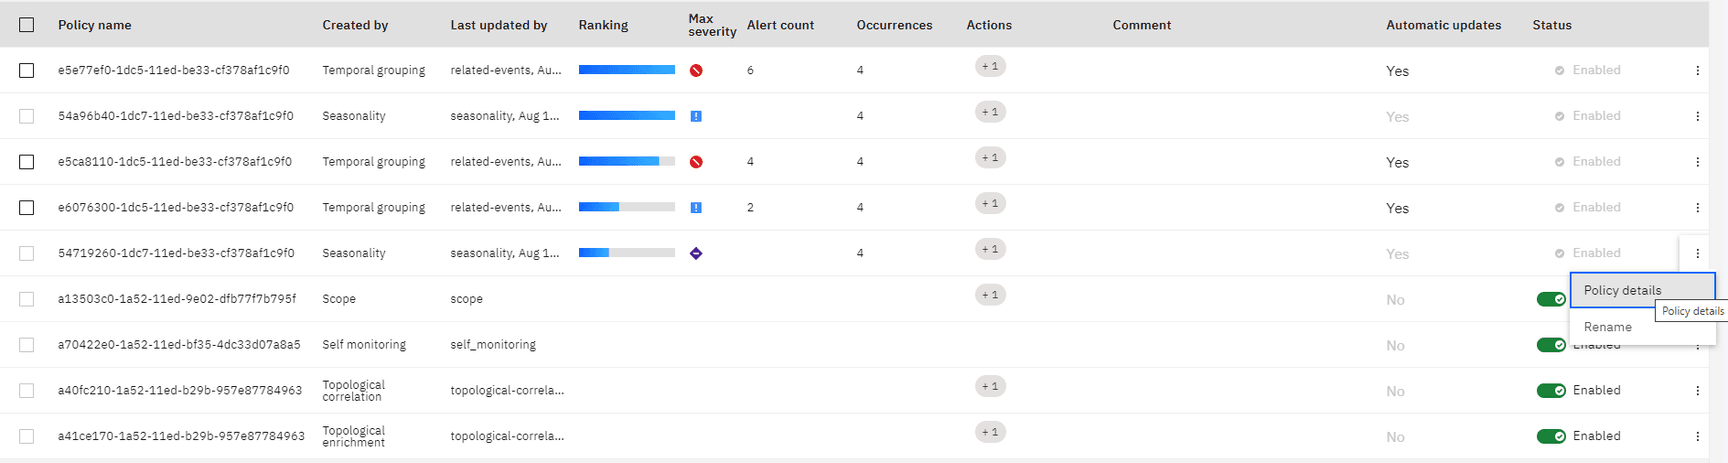 Policy name Created by Last updated by Ranking Max severity Alert count Occurrences Actions Comment Automatic updates Status
e5e77ef0-1dc5-11ed-be33-cf378af1c9f0 Temporal grouping related-events, Au... 6 4 + 1 Yes Enabled
54a96b40-1dc7-11ed-be33-cf378af1c9f0 Seasonality seasonality, Aug 1... 4 + 1 Yes Enabled
e5ca8110-1dc5-11ed-be33-cf378af1c9f0 Temporal grouping related-events, Au... 4 4 + 1 Yes Enabled
e6076300-1dc5-11ed-be33-cf378af1c9f0 Temporal grouping related-events, Au... 2 4 + 1 Yes Enabled
54719260-1dc7-11ed-be33-cf378af1c9f0 Seasonality seasonality, Aug 1... 4 + 1 Yes Enabled
Policy details
a13503c0-1a52-11ed-9e02-dfb77f7b795f Scope scope + 1 No
Policy details
Rename
a70422e0-1a52-11ed-bf35-4dc33d07a8a5 Self monitoring self_monitoring No Enabled
a40fc210-1a52-11ed-b29b-957e87784963 Topological correlation topological-correla... + 1 No Enabled
a41ce170-1a52-11ed-b29b-957e87784963 Topological enrichment topological-correla... + 1 No Enabled